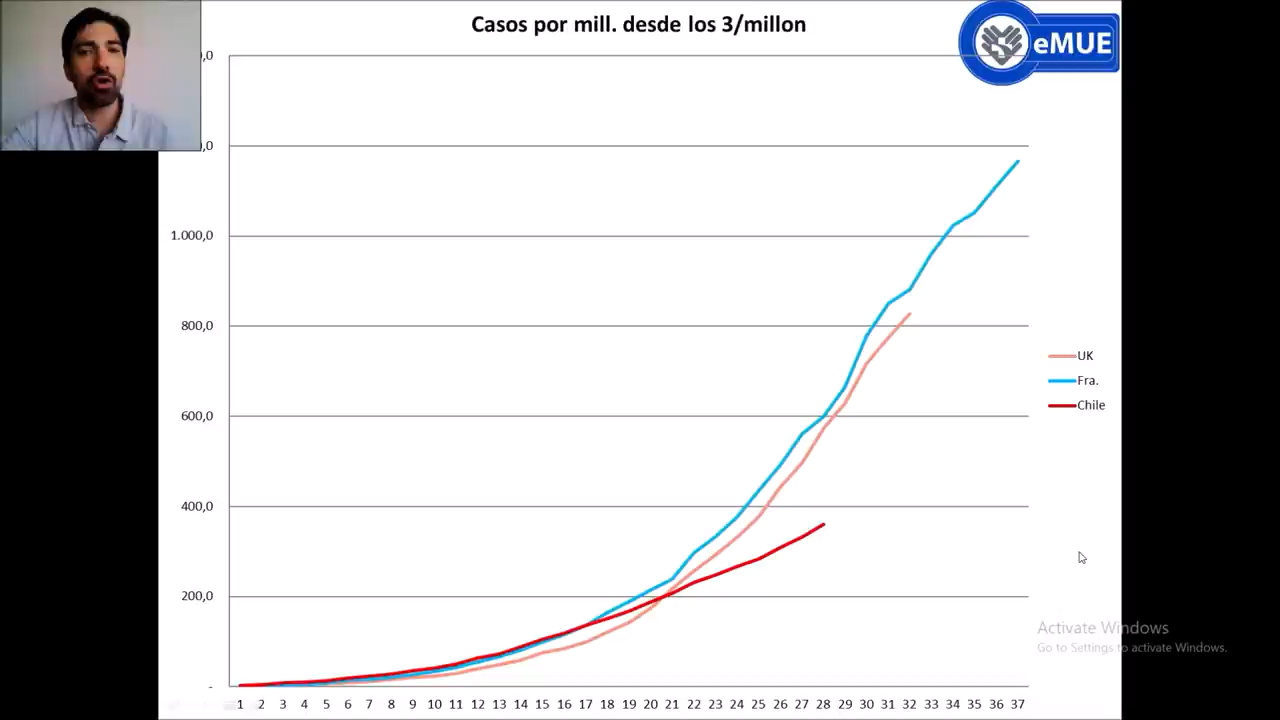 Casos por mill. desde los 3/millon
eMUE
1.000,0
800,0
600,0
400,0
200,0
-
1 2 3 4 5 6 7 8 9 10 11 12 13 14 15 16 17 18 19 20 21 22 23 24 25 26 27 28 29 30 31 32 33 34 35 36 37
UK
Fra.
Chile
Activate Windows
Go to Settings to activate Windows.